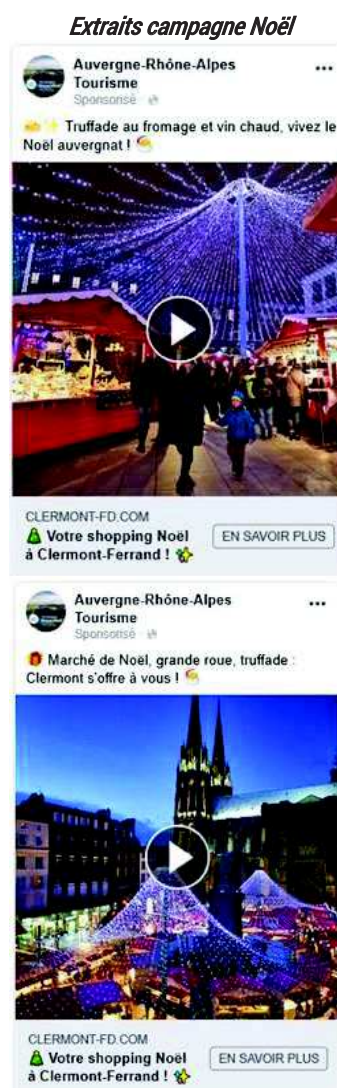 Extraits campagne Noël
Auvergne-Rhône-Alpes
Tourisme
Sponsorisé
Truffade au fromage et vin chaud, vivez le
Noël auvergnat !
CLERMONT-FD.COM
Votre shopping Noël
à Clermont-Ferrand !
EN SAVOIR PLUS
Auvergne-Rhône-Alpes
Tourisme
Sponsorisé
Marché de Noël, grande roue, truffade :
Clermont s'offre à vous !
CLERMONT-FD.COM
Votre shopping Noël
à Clermont-Ferrand !
EN SAVOIR PLUS